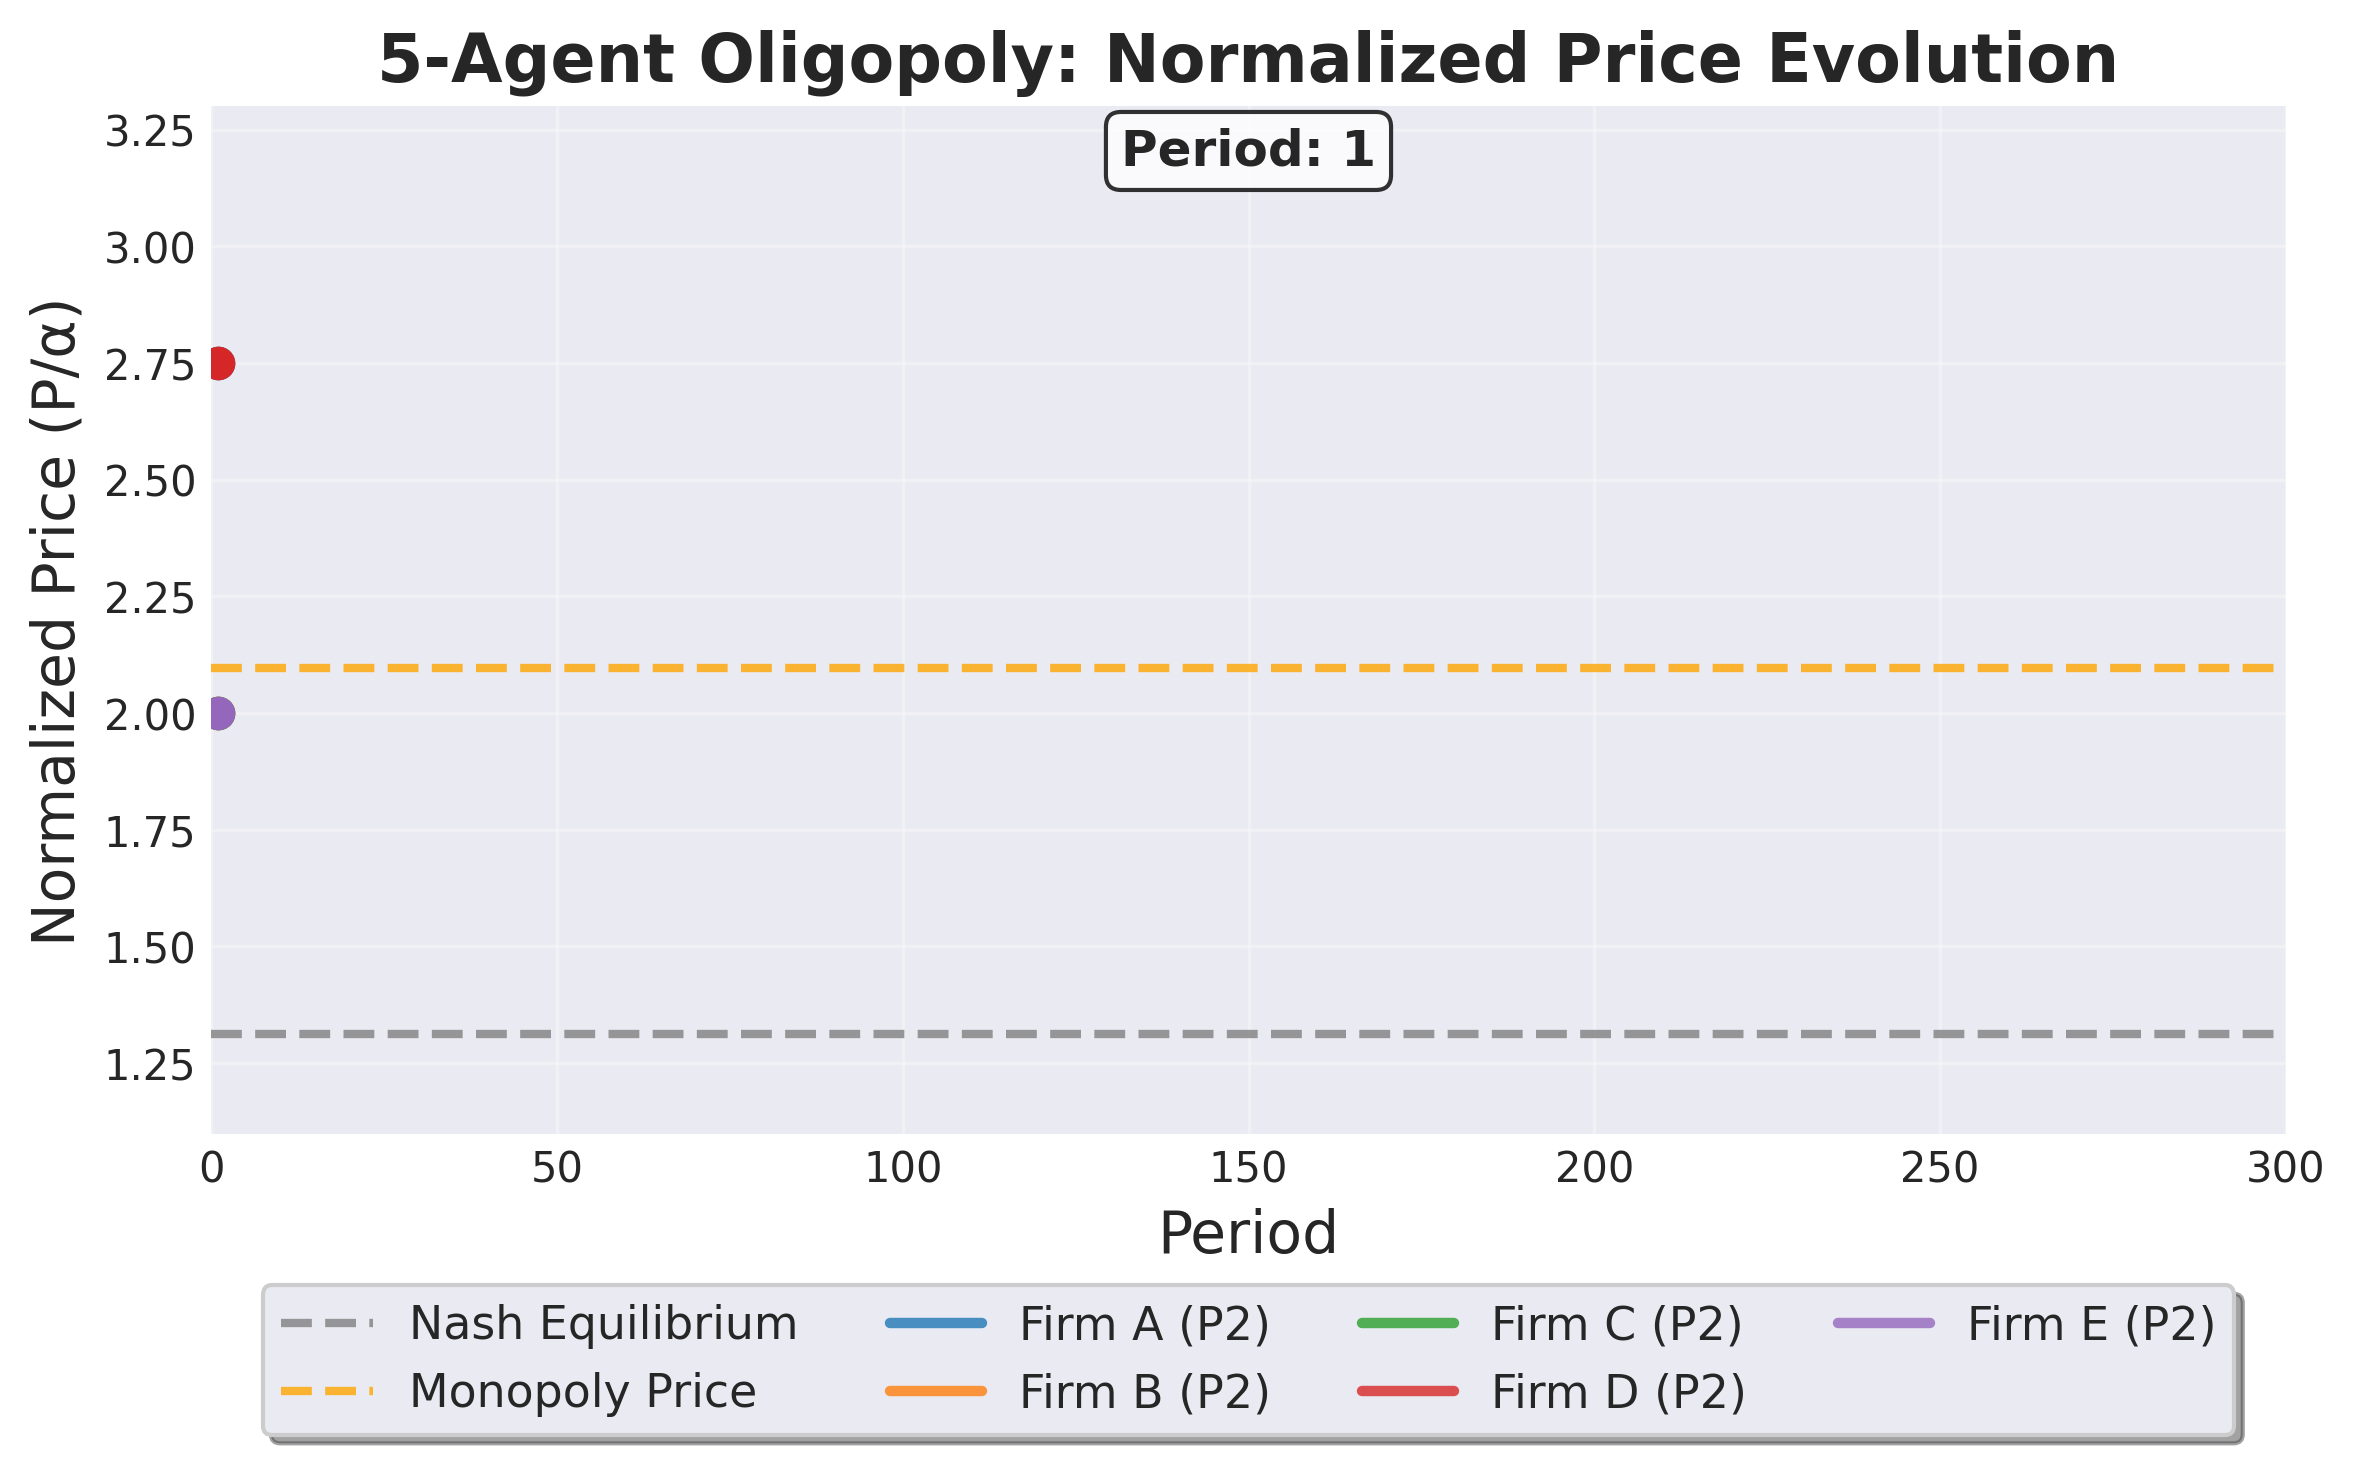 5-Agent Oligopoly: Normalized Price Evolution
Period: 1
Normalized Price (P/α)
3.25
3.00
2.75
2.50
2.25
2.00
1.75
1.50
1.25
0 50 100 150 200 250 300
Period
Nash Equilibrium Firm A (P2) Firm C (P2) Firm E (P2)
Monopoly Price Firm B (P2) Firm D (P2)